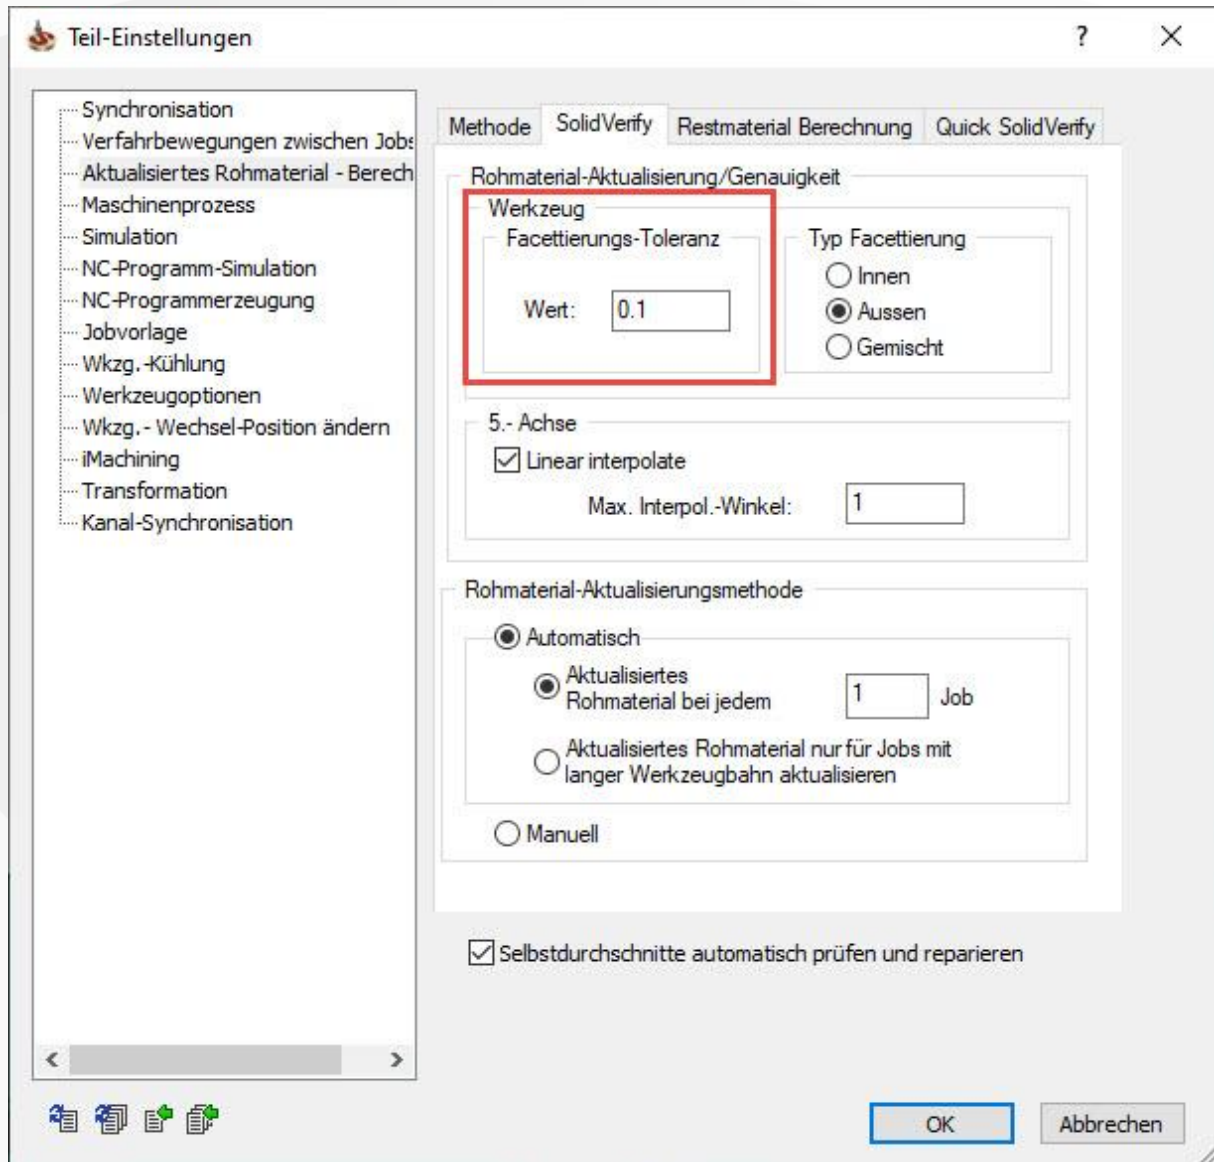 Teil-Einstellungen
?
Synchronisation
Verfahrbewegungen zwischen Jobs
Aktualisiertes Rohmaterial - Berech
Maschinenprozess
Simulation
NC-Programm-Simulation
NC-Programmerzeugung
Jobvorlage
Wkzg.-Kühlung
Werkzeugoptionen
Wkzg.- Wechsel-Position ändern
iMachining
Transformation
Kanal-Synchronisation
Methode SolidVerify Restmaterial Berechnung Quick SolidVerify
Rohmaterial-Aktualisierung/Genauigkeit
Werkzeug
Facettierungs-Toleranz
Wert: 0.1
Typ Facettierung
Innen
Aussen
Gemischt
5.- Achse
Linear interpolate
Max. Interpol.-Winkel: 1
Rohmaterial-Aktualisierungsmethode
Automatisch
Aktualisiertes
Rohmaterial bei jedem 1 Job
Aktualisiertes Rohmaterial nur für Jobs mit
langer Werkzeugbahn aktualisieren
Manuell
Selbstdurchschnitte automatisch prüfen und reparieren
OK Abbrechen